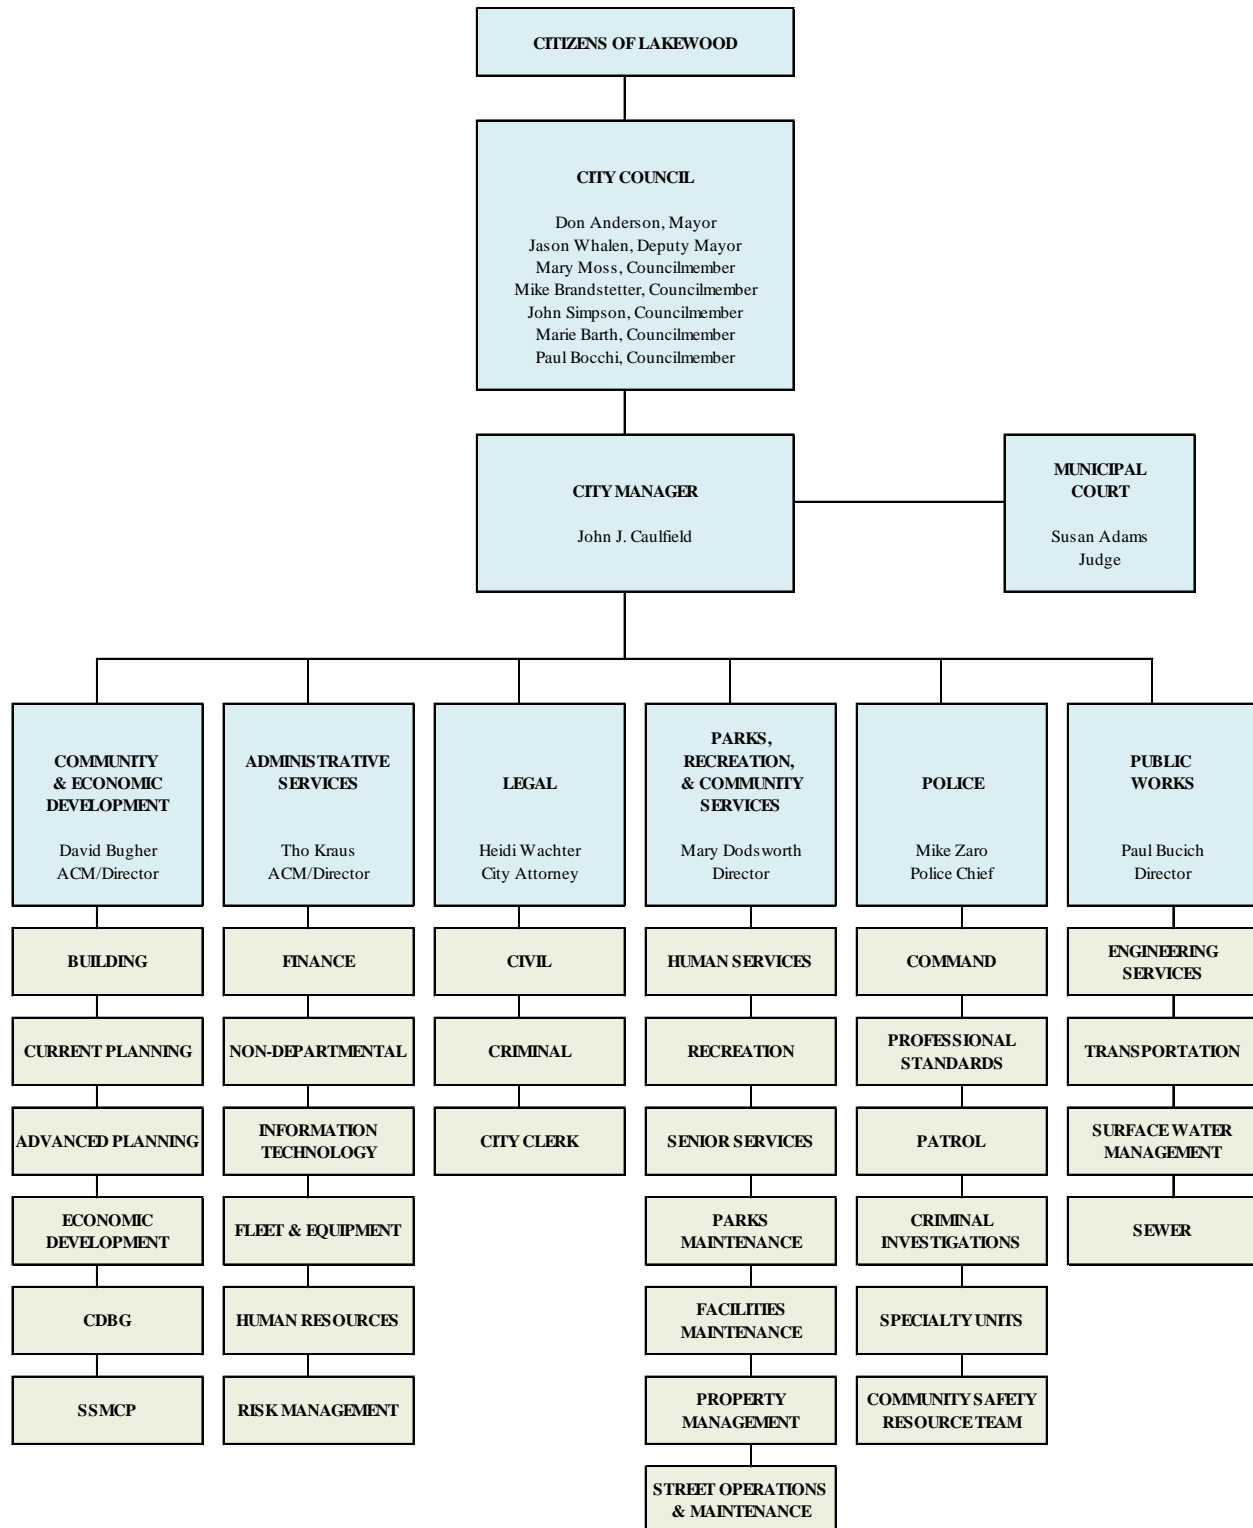 CITIZENS OF LAKEWOOD
CITY COUNCIL
Don Anderson, Mayor
Jason Whalen, Deputy Mayor
Mary Moss, Councilmember
Mike Brandstetter, Councilmember
John Simpson, Councilmember
Marie Barth, Councilmember
Paul Bocchi, Councilmember
CITY MANAGER
John J. Caulfield
MUNICIPAL
COURT
Susan Adams
Judge
COMMUNITY
& ECONOMIC
DEVELOPMENT
David Bugher
ACM/Director
BUILDING
CURRENT PLANNING
ADVANCED PLANNING
ECONOMIC
DEVELOPMENT
CDBG
SSMCP
ADMINISTRATIVE
SERVICES
Tho Kraus
ACM/Director
FINANCE
NON-DEPARTMENTAL
INFORMATION
TECHNOLOGY
FLEET & EQUIPMENT
HUMAN RESOURCES
RISK MANAGEMENT
LEGAL
Heidi Wachter
City Attorney
CIVIL
CRIMINAL
CITY CLERK
PARKS,
RECREATION,
& COMMUNITY
SERVICES
Mary Dodsworth
Director
HUMAN SERVICES
RECREATION
SENIOR SERVICES
PARKS
MAINTENANCE
FACILITIES
MAINTENANCE
PROPERTY
MANAGEMENT
STREET OPERATIONS
& MAINTENANCE
POLICE
Mike Zaro
Police Chief
COMMAND
PROFESSIONAL
STANDARDS
PATROL
CRIMINAL
INVESTIGATIONS
SPECIALTY UNITS
COMMUNITY SAFETY
RESOURCE TEAM
PUBLIC
WORKS
Paul Bucich
Director
ENGINEERING
SERVICES
TRANSPORTATION
SURFACE WATER
MANAGEMENT
SEWER